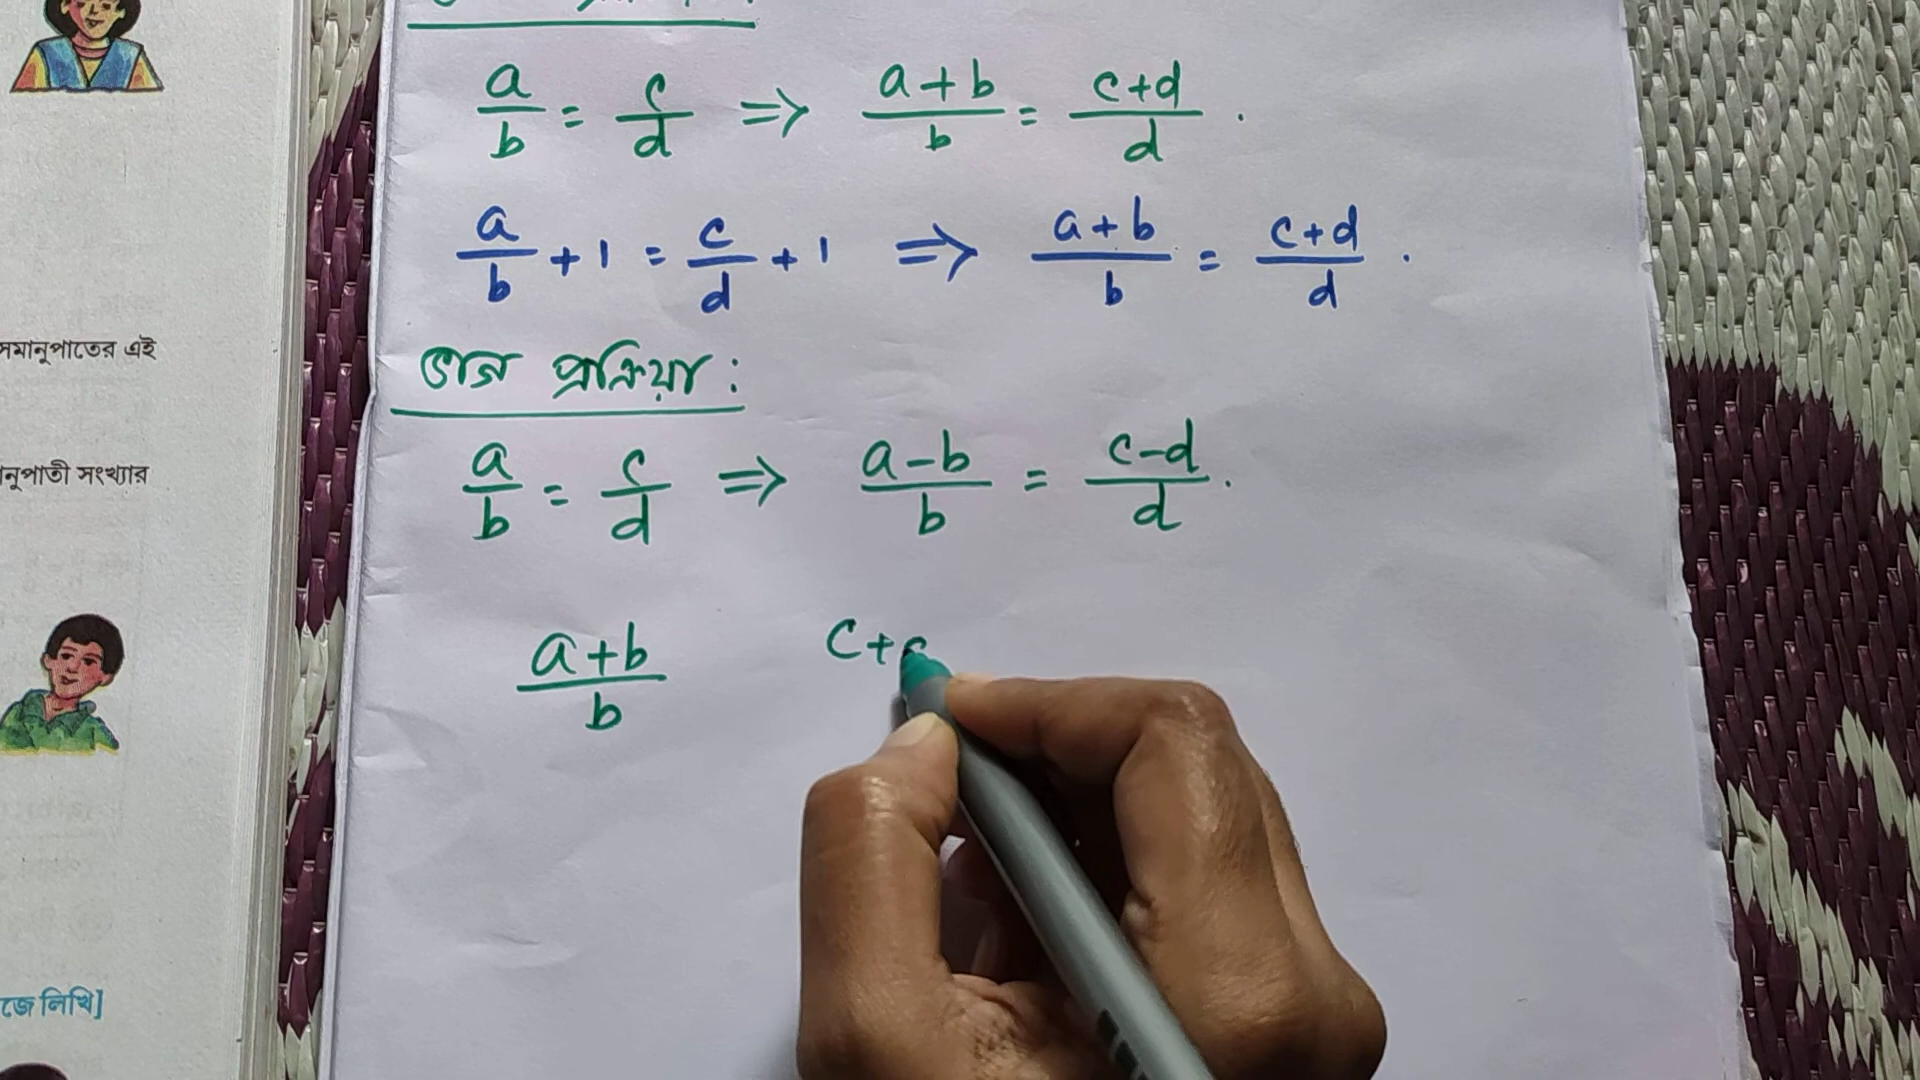 a/b = c/d ⇒ (a+b)/b = (c+d)/d .
a/b + 1 = c/d + 1 ⇒ (a+b)/b = (c+d)/d .
ভাগ প্রক্রিয়া :
a/b = c/d ⇒ (a-b)/b = (c-d)/d .
(a+b)/b c+
সমানুপাতের এই
নুপাতী সংখ্যার
জে লিখি]